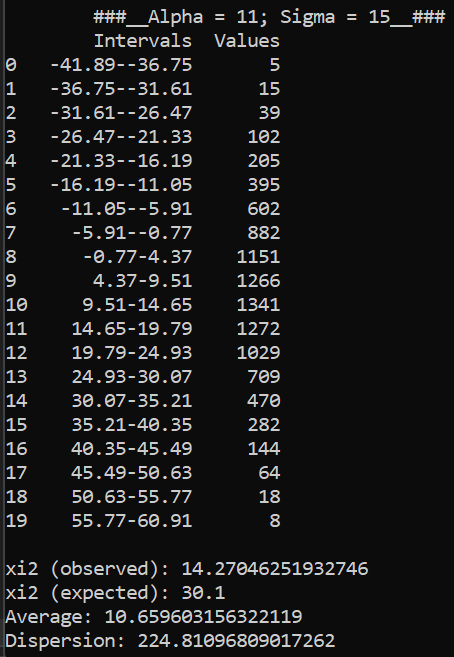 ###__Alpha = 11; Sigma = 15__###
Intervals Values
0 -41.89--36.75 5
1 -36.75--31.61 15
2 -31.61--26.47 39
3 -26.47--21.33 102
4 -21.33--16.19 205
5 -16.19--11.05 395
6 -11.05--5.91 602
7 -5.91--0.77 882
8 -0.77-4.37 1151
9 4.37-9.51 1266
10 9.51-14.65 1341
11 14.65-19.79 1272
12 19.79-24.93 1029
13 24.93-30.07 709
14 30.07-35.21 470
15 35.21-40.35 282
16 40.35-45.49 144
17 45.49-50.63 64
18 50.63-55.77 18
19 55.77-60.91 8
xi2 (observed): 14.27046251932746
xi2 (expected): 30.1
Average: 10.659603156322119
Dispersion: 224.81096809017262